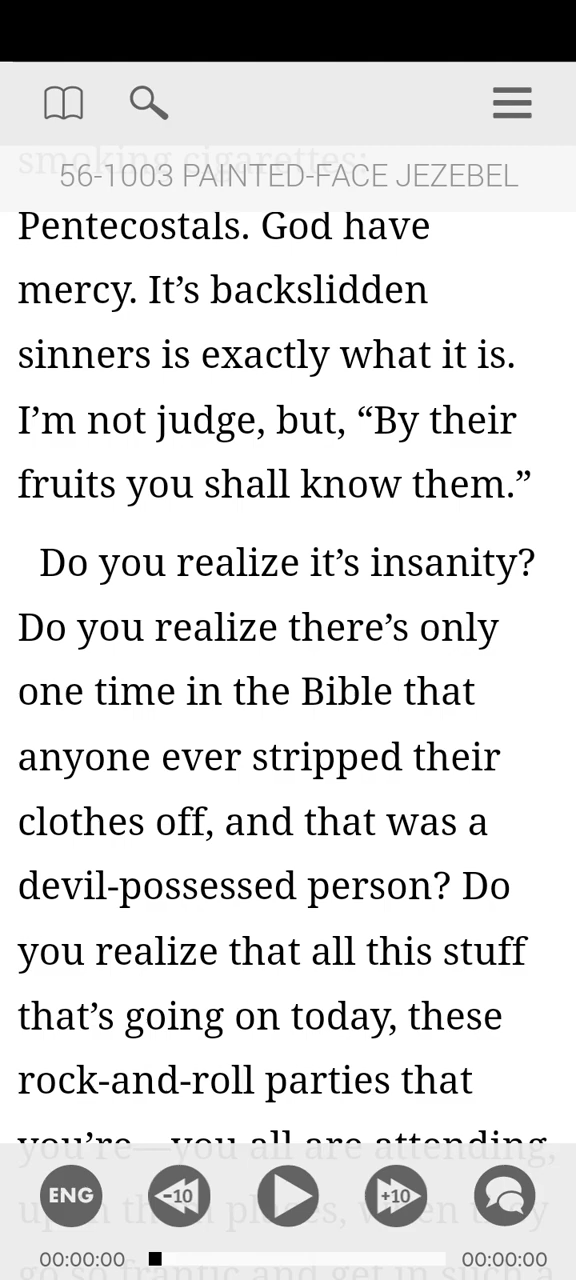 smoking cigarettes;
56-1003 PAINTED-FACE JEZEBEL
Pentecostals. God have
mercy. It’s backslidden
sinners is exactly what it is.
I’m not judge, but, “By their
fruits you shall know them.”
Do you realize it’s insanity?
Do you realize there’s only
one time in the Bible that
anyone ever stripped their
clothes off, and that was a
devil-possessed person? Do
you realize that all this stuff
that’s going on today, these
rock-and-roll parties that
you’re—you all are attending,
ENG
-10
+10
00:00:00
00:00:00